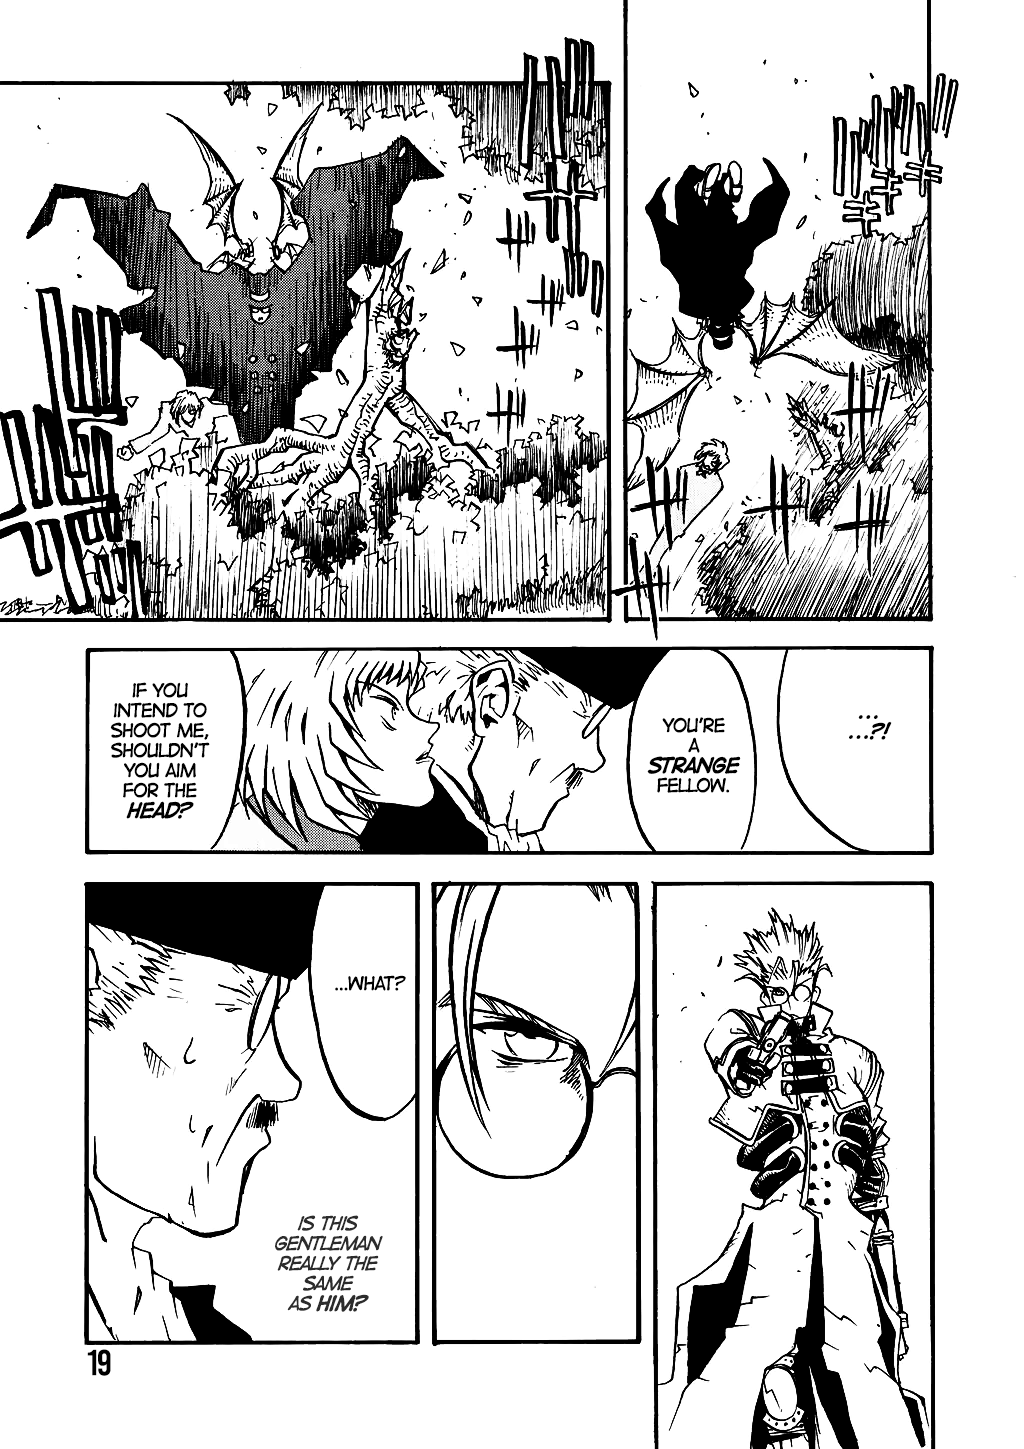 ...
...?!
YOU'RE
A
STRANGE
FELLOW.
IF YOU
INTEND TO
SHOOT ME,
SHOULDN'T
YOU AIM
FOR THE
HEAD?
...WHAT?
IS THIS
GENTLEMAN
REALLY THE
SAME
AS HIM?
19